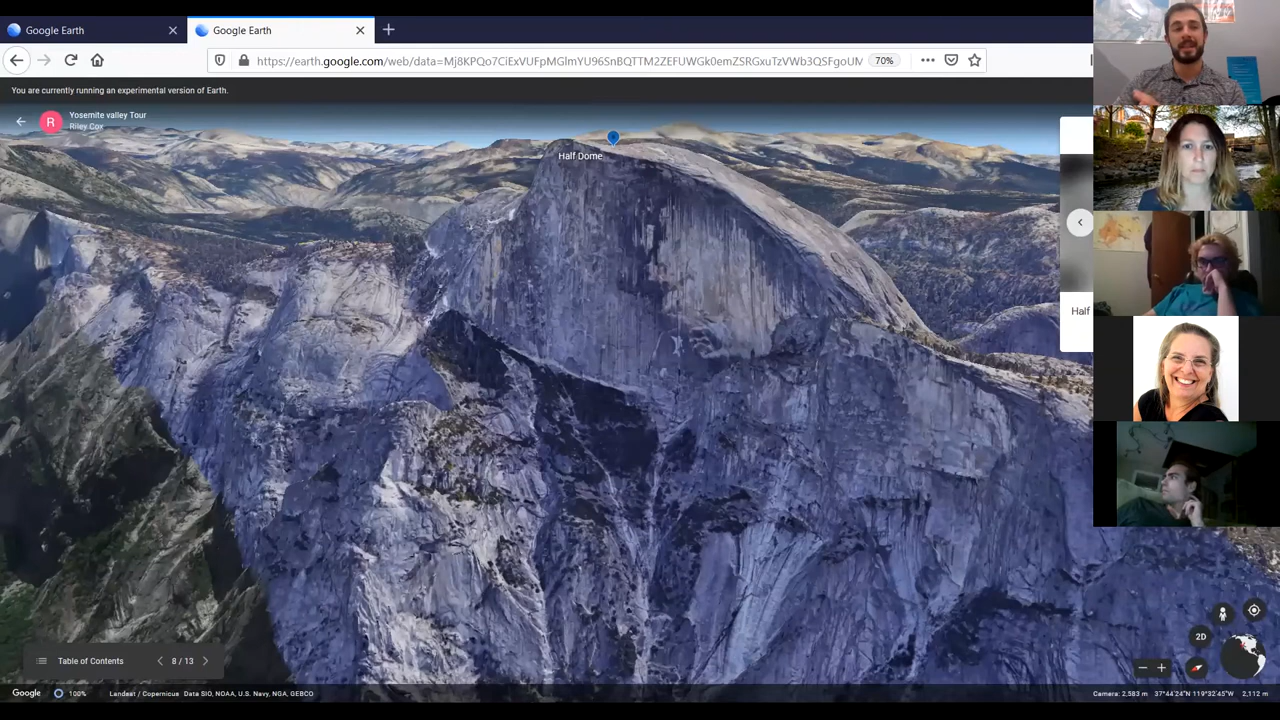 Google Earth
Google Earth
https://earth.google.com/web/data=Mj8KPQo7CiExVUFpMGlmYU96SnBQTTM2ZEFUWGk0emZSRGxuTzVWb3QSFgoUM
70%
You are currently running an experimental version of Earth.
R
Yosemite valley Tour
Riley Cox
Half Dome
Half
2D
Table of Contents
8 / 13
Google
100%
Landsat / Copernicus Data SIO, NOAA, U.S. Navy, NGA, GEBCO
Camera: 2,583 m 37°44'24"N 119°32'45"W 2,112 m